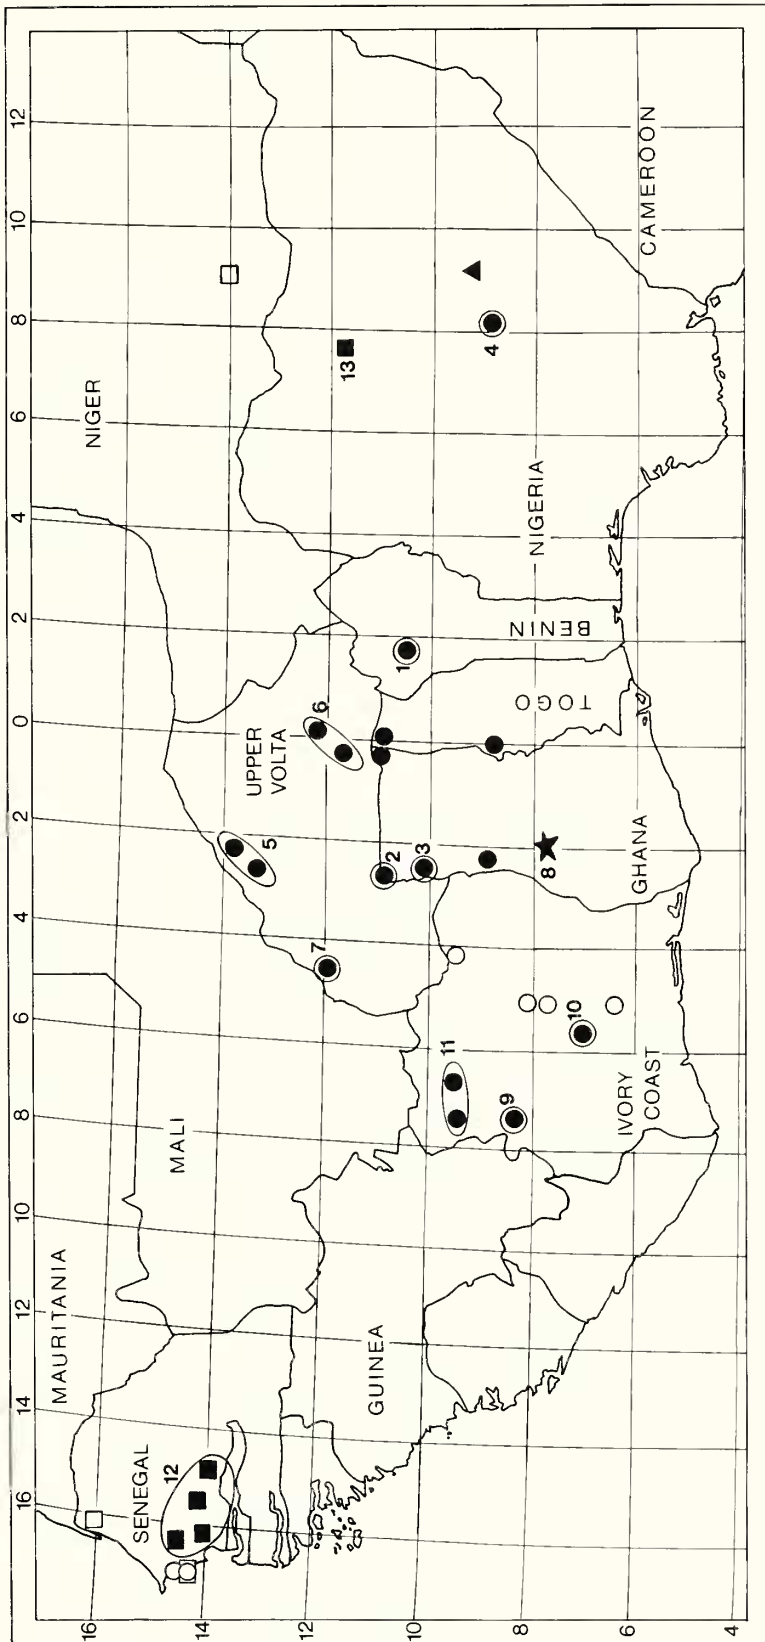 16
14
12
10
8
6
4
2
0
2
4
6
8
10
12
16
14
12
10
8
6
4
MAURITANIA
MALI
NIGER
SENEGAL
12
GUINEA
UPPER
VOLTA
5
6
7
2
3
1
11
9
10
8
13
4
IVORY
COAST
GHANA
TOGO
BENIN
NIGERIA
CAMEROON